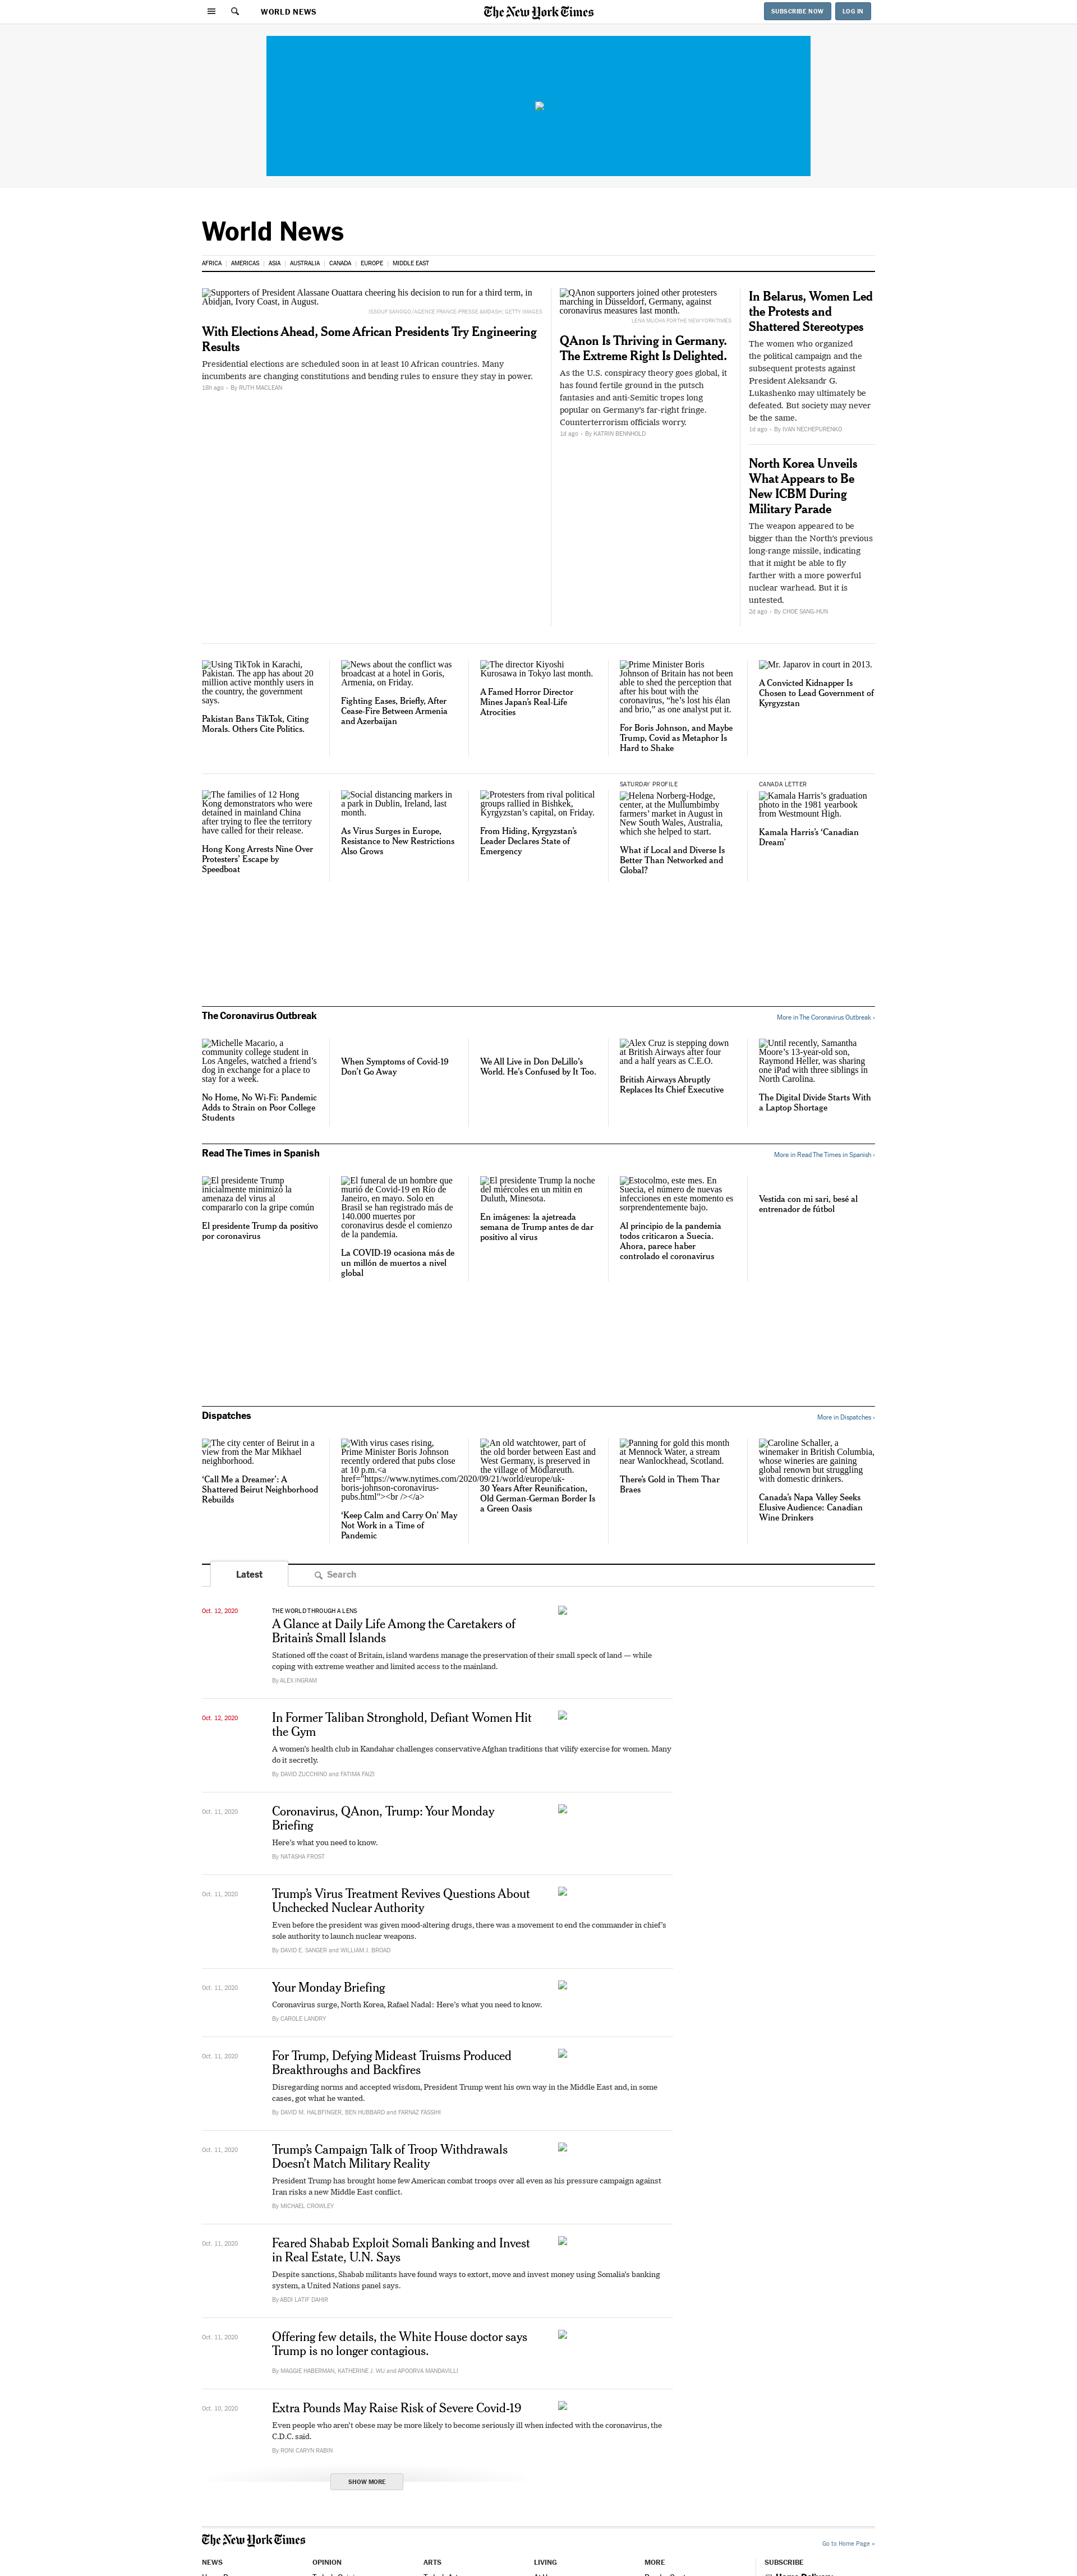 WORLD NEWS
The New York Times
SUBSCRIBE NOW
LOG IN
World News
AFRICA
AMERICAS
ASIA
AUSTRALIA
CANADA
EUROPE
MIDDLE EAST
Supporters of President Alassane Ouattara cheering his decision to run for a third term, in
Abidjan, Ivory Coast, in August.
ISSOUF SANOGO/AGENCE FRANCE-PRESSE &MDASH; GETTY IMAGES
With Elections Ahead, Some African Presidents Try Engineering
Results
Presidential elections are scheduled soon in at least 10 African countries. Many
incumbents are changing constitutions and bending rules to ensure they stay in power.
18h ago • By RUTH MACLEAN
QAnon supporters joined other protesters
marching in Düsseldorf, Germany, against
coronavirus measures last month.
LENA MUCHA FOR THE NEW YORK TIMES
QAnon Is Thriving in Germany.
The Extreme Right Is Delighted.
As the U.S. conspiracy theory goes global, it
has found fertile ground in the putsch
fantasies and anti-Semitic tropes long
popular on Germany's far-right fringe.
Counterterrorism officials worry.
1d ago • By KATRIN BENNHOLD
In Belarus, Women Led
the Protests and
Shattered Stereotypes
The women who organized
the political campaign and the
subsequent protests against
President Aleksandr G.
Lukashenko may ultimately be
defeated. But society may never
be the same.
1d ago • By IVAN NECHEPURENKO
North Korea Unveils
What Appears to Be
New ICBM During
Military Parade
The weapon appeared to be
bigger than the North's previous
long-range missile, indicating
that it might be able to fly
farther with a more powerful
nuclear warhead. But it is
untested.
2d ago • By CHOE SANG-HUN
Using TikTok in Karachi,
Pakistan. The app has about 20
million active monthly users in
the country, the government
says.
Pakistan Bans TikTok, Citing
Morals. Others Cite Politics.
News about the conflict was
broadcast at a hotel in Goris,
Armenia, on Friday.
Fighting Eases, Briefly, After
Cease-Fire Between Armenia
and Azerbaijan
The director Kiyoshi
Kurosawa in Tokyo last month.
A Famed Horror Director
Mines Japan's Real-Life
Atrocities
Prime Minister Boris
Johnson of Britain has not been
able to shed the perception that
after his bout with the
coronavirus, “he's lost his élan
and brio,” as one analyst put it.
For Boris Johnson, and Maybe
Trump, Covid as Metaphor Is
Hard to Shake
Mr. Japarov in court in 2013.
A Convicted Kidnapper Is
Chosen to Lead Government of
Kyrgyzstan
The families of 12 Hong
Kong demonstrators who were
detained in mainland China
after trying to flee the territory
have called for their release.
Hong Kong Arrests Nine Over
Protesters' Escape by
Speedboat
Social distancing markers in
a park in Dublin, Ireland, last
month.
As Virus Surges in Europe,
Resistance to New Restrictions
Also Grows
Protesters from rival political
groups rallied in Bishkek,
Kyrgyzstan's capital, on Friday.
From Hiding, Kyrgyzstan's
Leader Declares State of
Emergency
SATURDAY PROFILE
Helena Norberg-Hodge,
center, at the Mullumbimby
farmers' market in August in
New South Wales, Australia,
which she helped to start.
What if Local and Diverse Is
Better Than Networked and
Global?
CANADA LETTER
Kamala Harris's graduation
photo in the 1981 yearbook
from Westmount High.
Kamala Harris's ‘Canadian
Dream’
The Coronavirus Outbreak
More in The Coronavirus Outbreak ›
Michelle Macario, a
community college student in
Los Angeles, watched a friend's
dog in exchange for a place to
stay for a week.
No Home, No Wi-Fi: Pandemic
Adds to Strain on Poor College
Students
When Symptoms of Covid-19
Don't Go Away
We All Live in Don DeLillo's
World. He's Confused by It Too.
Alex Cruz is stepping down
at British Airways after four
and a half years as C.E.O.
British Airways Abruptly
Replaces Its Chief Executive
Until recently, Samantha
Moore's 13-year-old son,
Raymond Heller, was sharing
one iPad with three siblings in
North Carolina.
The Digital Divide Starts With
a Laptop Shortage
Read The Times in Spanish
More in Read The Times in Spanish ›
El presidente Trump
inicialmente minimizó la
amenaza del virus al
compararlo con la gripe común
El presidente Trump da positivo
por coronavirus
El funeral de un hombre que
murió de Covid-19 en Río de
Janeiro, en mayo. Solo en
Brasil se han registrado más de
140.000 muertes por
coronavirus desde el comienzo
de la pandemia.
La COVID-19 ocasiona más de
un millón de muertos a nivel
global
El presidente Trump la noche
del miércoles en un mitin en
Duluth, Minesota.
En imágenes: la ajetreada
semana de Trump antes de dar
positivo al virus
Estocolmo, este mes. En
Suecia, el número de nuevas
infecciones en este momento es
sorprendentemente bajo.
Al principio de la pandemia
todos criticaron a Suecia.
Ahora, parece haber
controlado el coronavirus
Vestida con mi sari, besé al
entrenador de fútbol
Dispatches
More in Dispatches ›
The city center of Beirut in a
view from the Mar Mikhael
neighborhood.
‘Call Me a Dreamer’: A
Shattered Beirut Neighborhood
Rebuilds
With virus cases rising,
Prime Minister Boris Johnson
recently ordered that pubs close
at 10 p.m.<a
href="https://www.nytimes.com/2020/09/21/world/europe/uk-
boris-johnson-coronavirus-
pubs.html"><br /></a>
‘Keep Calm and Carry On’ May
Not Work in a Time of
Pandemic
An old watchtower, part of
the old border between East and
West Germany, is preserved in
the village of Mödlareuth.
30 Years After Reunification,
Old German-German Border Is
a Green Oasis
Panning for gold this month
at Mennock Water, a stream
near Wanlockhead, Scotland.
There's Gold in Them Thar
Braes
Caroline Schaller, a
winemaker in British Columbia,
whose wineries are gaining
global renown but struggling
with domestic drinkers.
Canada's Napa Valley Seeks
Elusive Audience: Canadian
Wine Drinkers
Latest
Search
Oct. 12, 2020
THE WORLD THROUGH A LENS
A Glance at Daily Life Among the Caretakers of
Britain's Small Islands
Stationed off the coast of Britain, island wardens manage the preservation of their small speck of land — while
coping with extreme weather and limited access to the mainland.
By ALEX INGRAM
Oct. 12, 2020
In Former Taliban Stronghold, Defiant Women Hit
the Gym
A women's health club in Kandahar challenges conservative Afghan traditions that vilify exercise for women. Many
do it secretly.
By DAVID ZUCCHINO and FATIMA FAIZI
Oct. 11, 2020
Coronavirus, QAnon, Trump: Your Monday
Briefing
Here's what you need to know.
By NATASHA FROST
Oct. 11, 2020
Trump's Virus Treatment Revives Questions About
Unchecked Nuclear Authority
Even before the president was given mood-altering drugs, there was a movement to end the commander in chief's
sole authority to launch nuclear weapons.
By DAVID E. SANGER and WILLIAM J. BROAD
Oct. 11, 2020
Your Monday Briefing
Coronavirus surge, North Korea, Rafael Nadal: Here's what you need to know.
By CAROLE LANDRY
Oct. 11, 2020
For Trump, Defying Mideast Truisms Produced
Breakthroughs and Backfires
Disregarding norms and accepted wisdom, President Trump went his own way in the Middle East and, in some
cases, got what he wanted.
By DAVID M. HALBFINGER, BEN HUBBARD and FARNAZ FASSIHI
Oct. 11, 2020
Trump's Campaign Talk of Troop Withdrawals
Doesn't Match Military Reality
President Trump has brought home few American combat troops over all even as his pressure campaign against
Iran risks a new Middle East conflict.
By MICHAEL CROWLEY
Oct. 11, 2020
Feared Shabab Exploit Somali Banking and Invest
in Real Estate, U.N. Says
Despite sanctions, Shabab militants have found ways to extort, move and invest money using Somalia's banking
system, a United Nations panel says.
By ABDI LATIF DAHIR
Oct. 11, 2020
Offering few details, the White House doctor says
Trump is no longer contagious.
By MAGGIE HABERMAN, KATHERINE J. WU and APOORVA MANDAVILLI
Oct. 10, 2020
Extra Pounds May Raise Risk of Severe Covid-19
Even people who aren't obese may be more likely to become seriously ill when infected with the coronavirus, the
C.D.C. said.
By RONI CARYN RABIN
SHOW MORE
The New York Times
Go to Home Page »
NEWS
OPINION
ARTS
LIVING
MORE
SUBSCRIBE